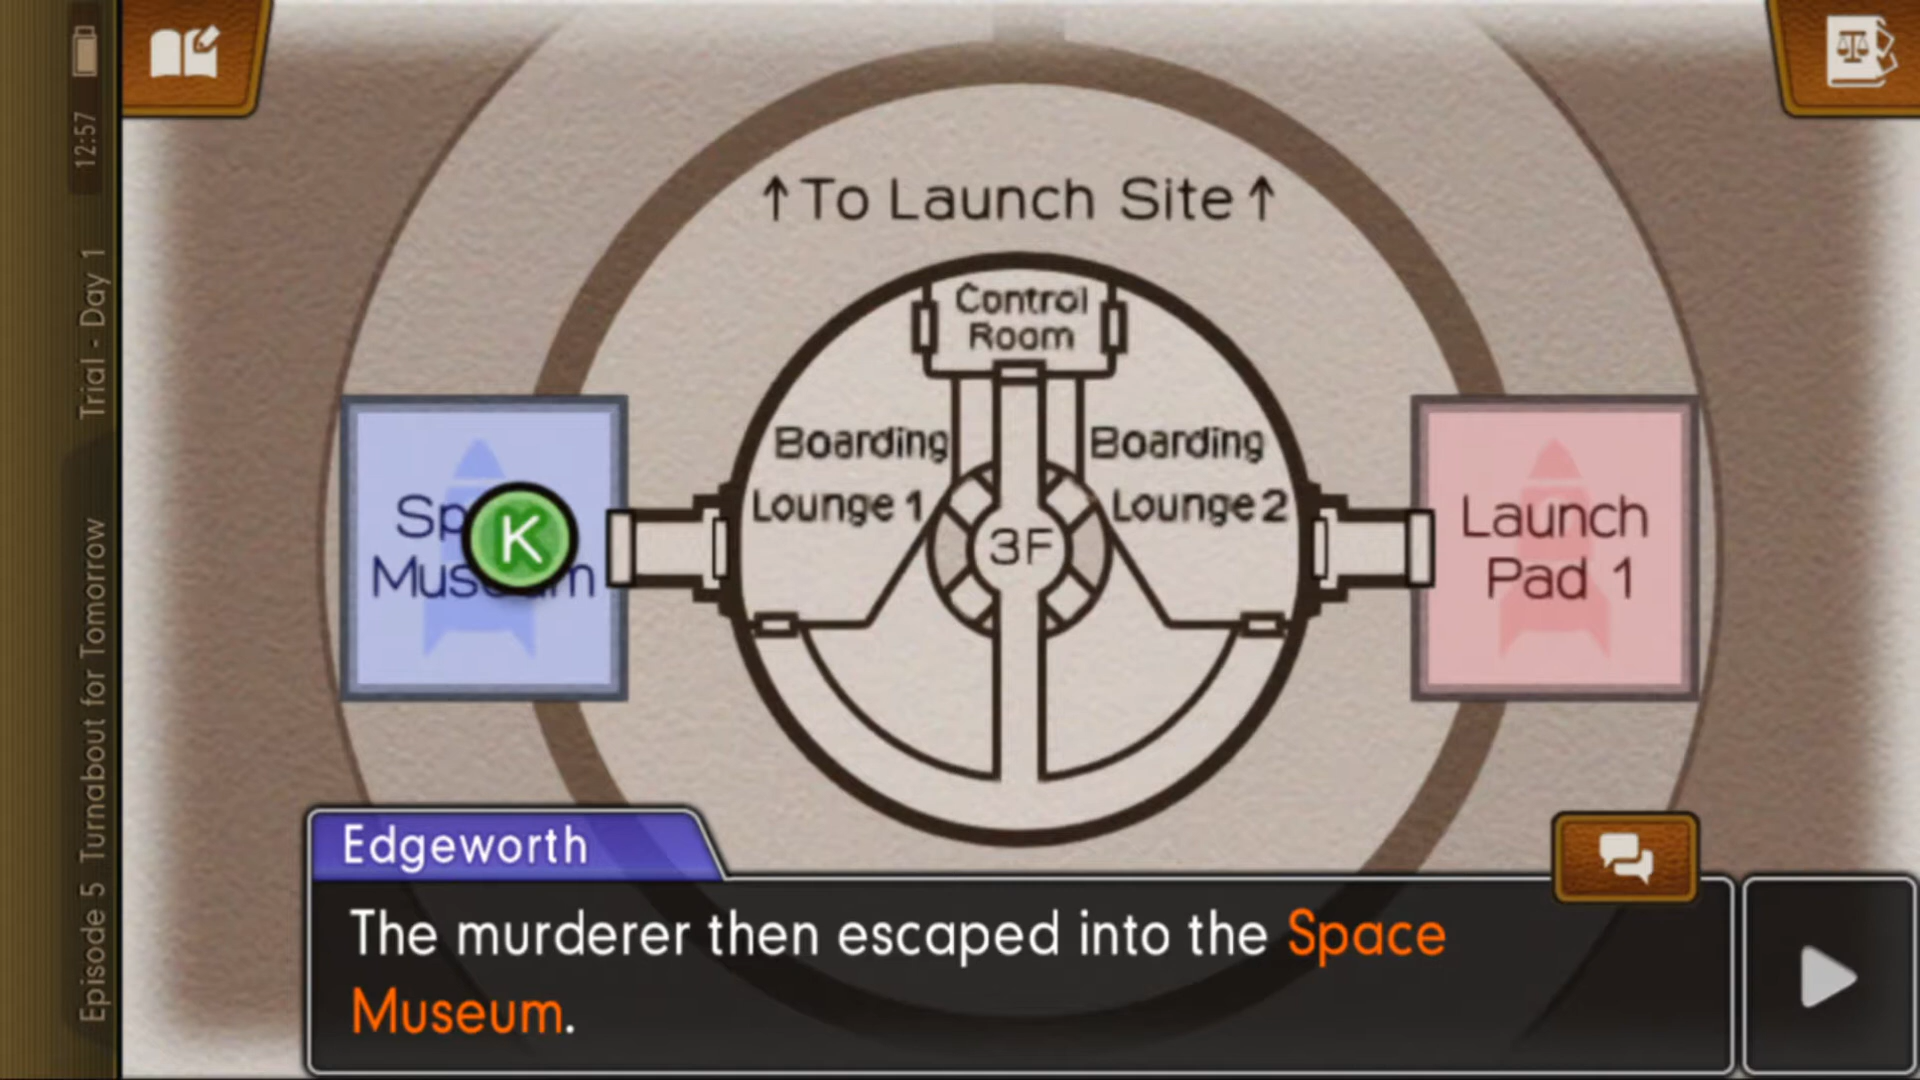 12:57
Trial - Day 1
Episode 5 Turnabout for Tomorrow
↑To Launch Site↑
Control
Room
Boarding
Lounge 1
Boarding
Lounge 2
3F
K
Launch
Pad 1
Edgeworth
The murderer then escaped into the Space
Museum.